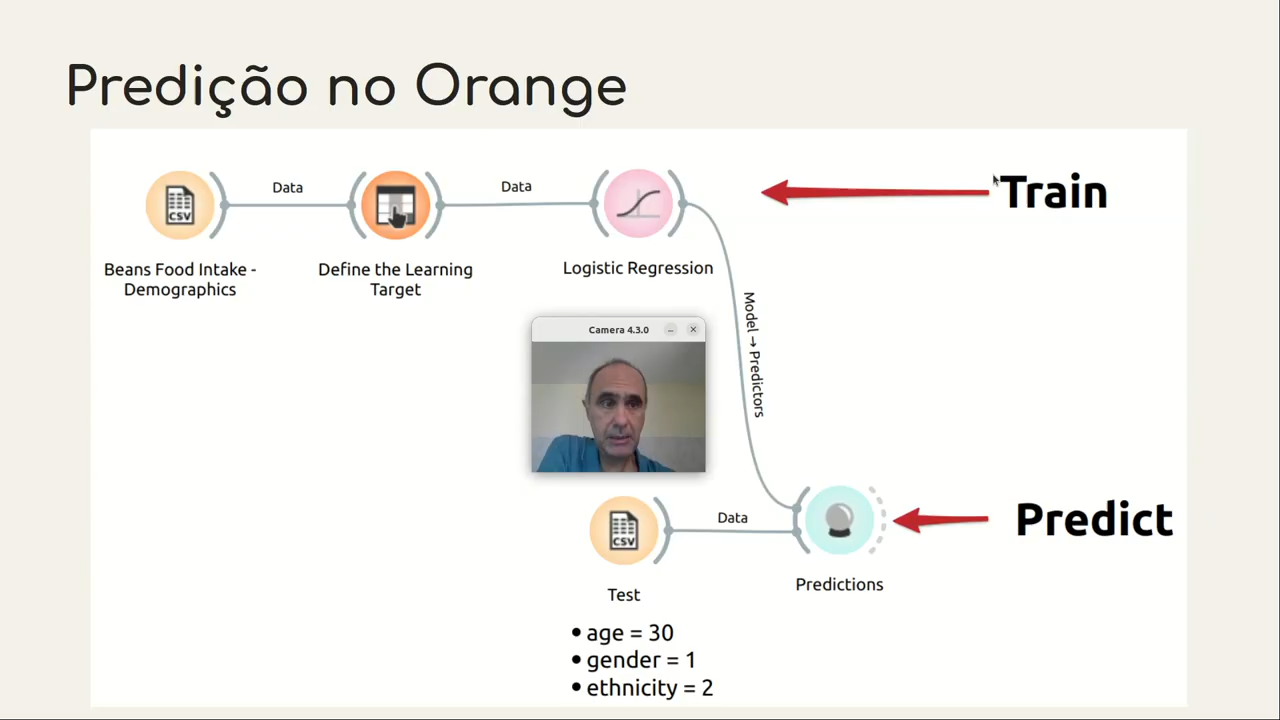 Predição no Orange
Data
Data
CSV
Train
Beans Food Intake -
Demographics
Define the Learning
Target
Logistic Regression
Model → Predictors
Camera 4.3.0
CSV
Data
Predict
Test
Predictions
• age = 30
• gender = 1
• ethnicity = 2